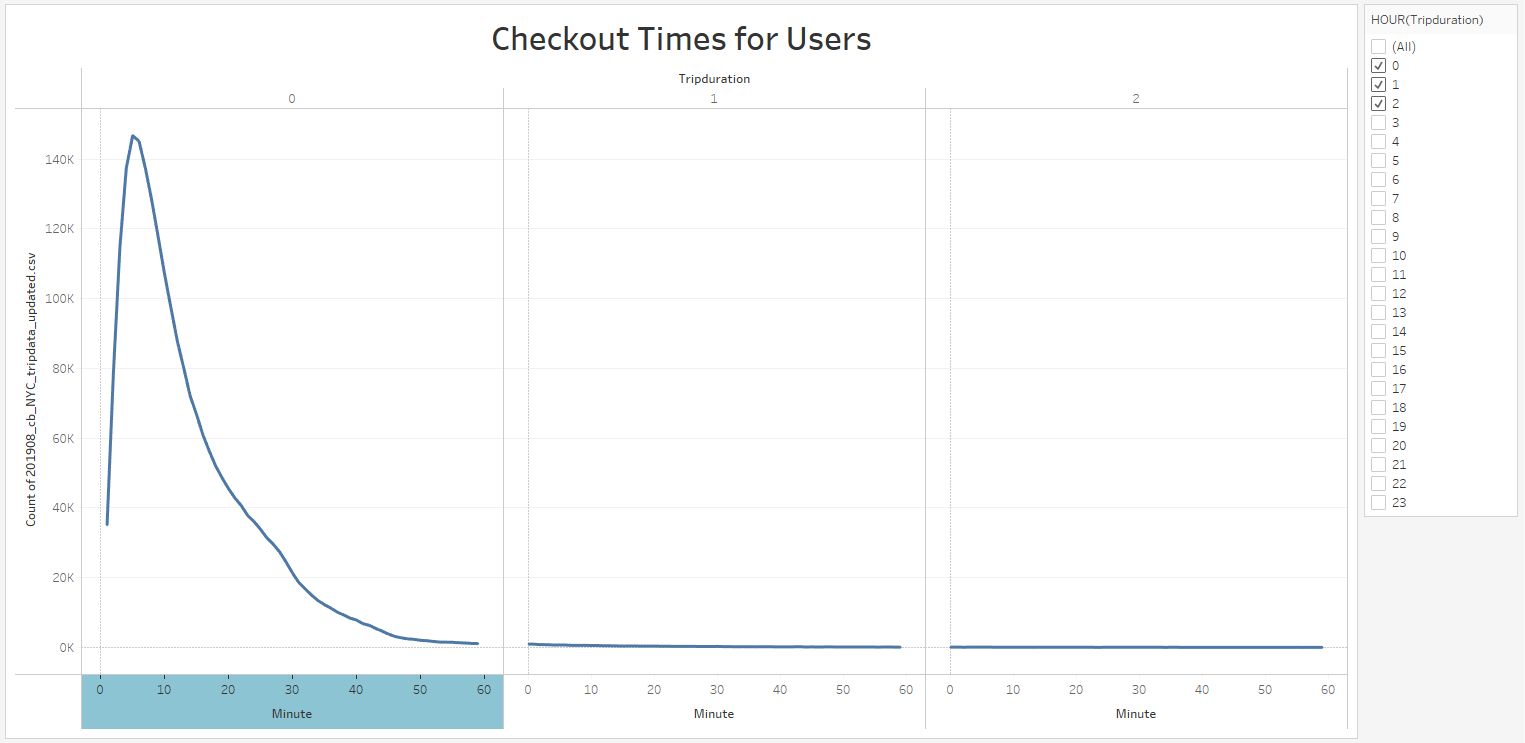 Checkout Times for Users
Tripduration
0 1 2
Count of 201908_cb_NYC_tripdata_updated.csv
140K
120K
100K
80K
60K
40K
20K
0K
0 10 20 30 40 50 60
Minute
0 10 20 30 40 50 60
Minute
0 10 20 30 40 50 60
Minute
HOUR(Tripduration)
(All)
0
1
2
3
4
5
6
7
8
9
10
11
12
13
14
15
16
17
18
19
20
21
22
23